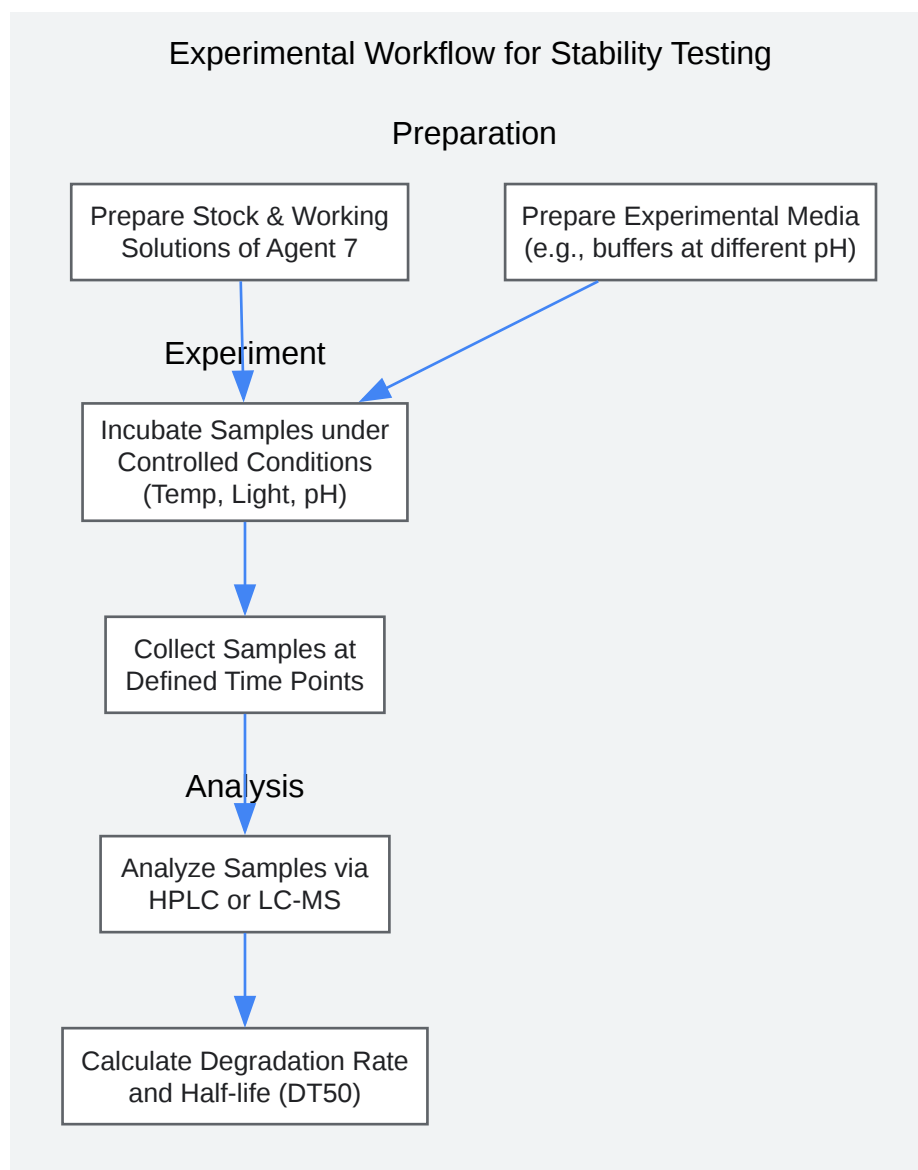 Experimental Workflow for Stability Testing
Preparation
Prepare Stock & Working
Solutions of Agent 7
Prepare Experimental Media
(e.g., buffers at different pH)
Experiment
Incubate Samples under
Controlled Conditions
(Temp, Light, pH)
Collect Samples at
Defined Time Points
Analysis
Analyze Samples via
HPLC or LC-MS
Calculate Degradation Rate
and Half-life (DT50)